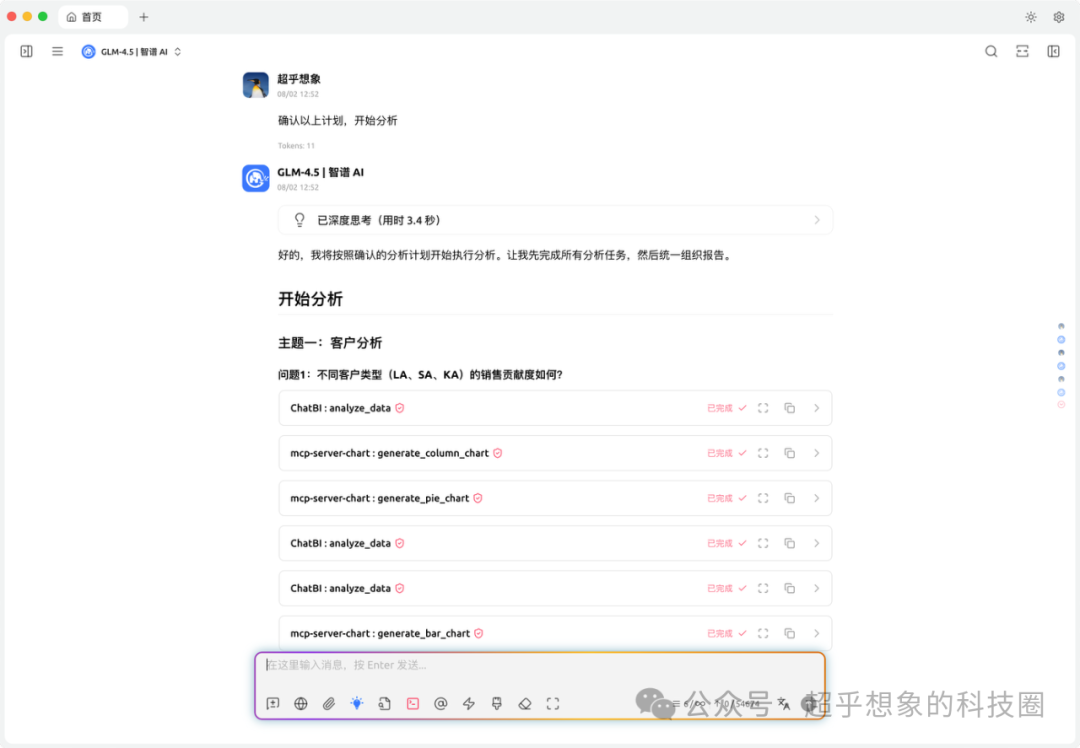 首页
GLM-4.5 | 智谱 AI
超乎想象
08/02 12:52
确认以上计划，开始分析
Tokens: 11
GLM-4.5 | 智谱 AI
08/02 12:52
已深度思考（用时 3.4 秒）
好的，我将按照确认的分析计划开始执行分析。让我先完成所有分析任务，然后统一组织报告。
开始分析
主题一：客户分析
问题1：不同客户类型（LA、SA、KA）的销售贡献度如何?
ChatBI : analyze_data 已完成
mcp-server-chart : generate_column_chart 已完成
mcp-server-chart : generate_pie_chart 已完成
ChatBI : analyze_data 已完成
ChatBI : analyze_data 已完成
mcp-server-chart : generate_bar_chart 已完成
在这里输入消息，按 Enter 发送...
公众号 超乎想象的科技圈